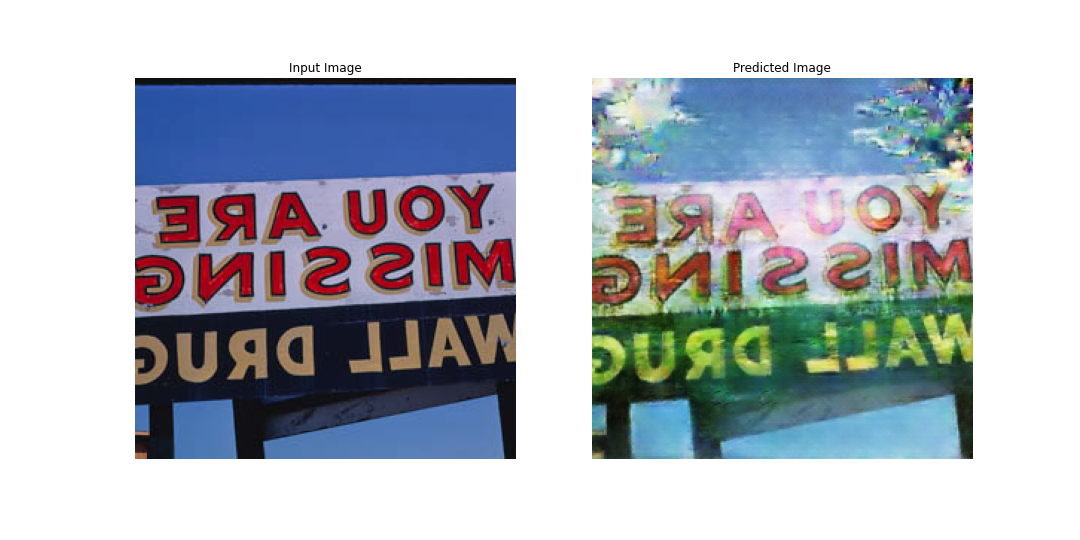 Input Image
YOU ARE
MISSING
WALL DRUG
Predicted Image
YOU ARE
MISSING
WALL DRUG